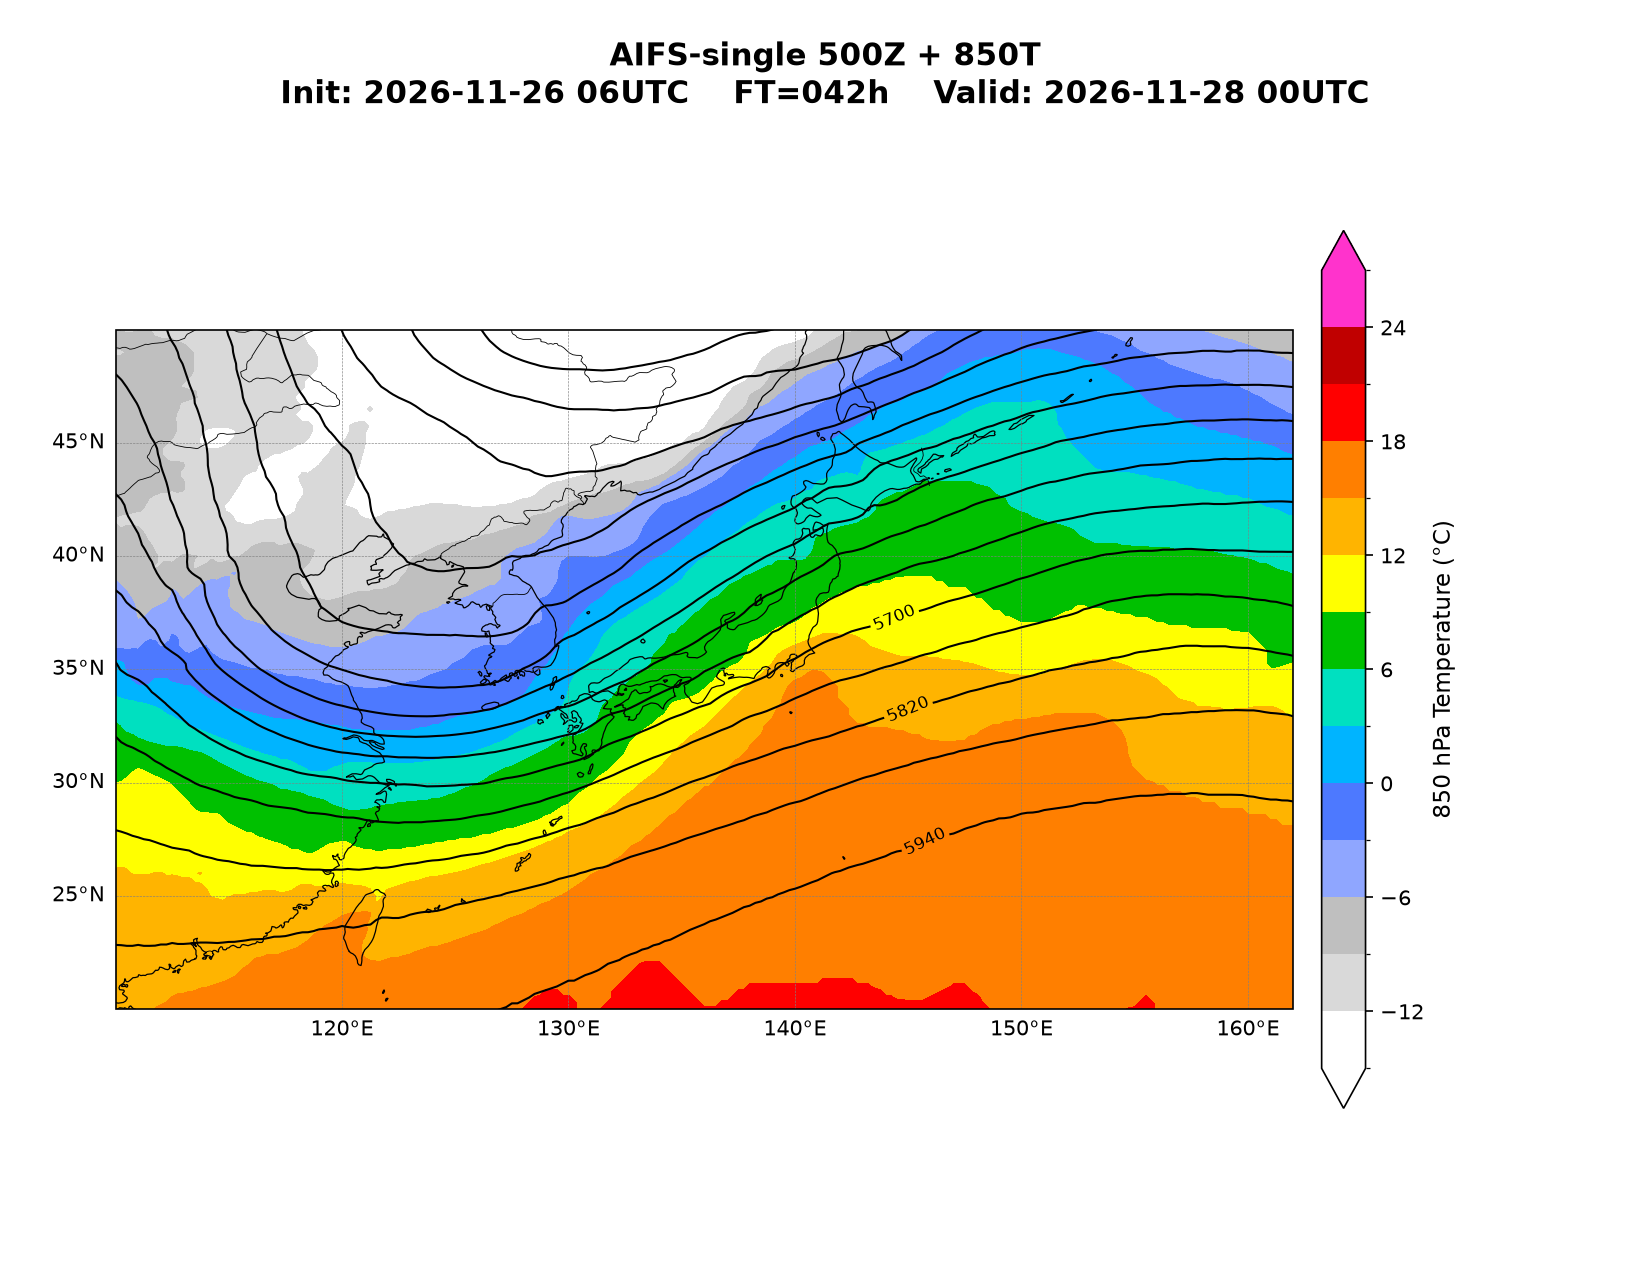 AIFS-single 500Z + 850T
Init: 2026-11-26 06UTC    FT=042h    Valid: 2026-11-28 00UTC
45°N
40°N
35°N
30°N
25°N
120°E
130°E
140°E
150°E
160°E
5700
5820
5940
24
18
12
6
0
−6
−12
850 hPa Temperature (°C)